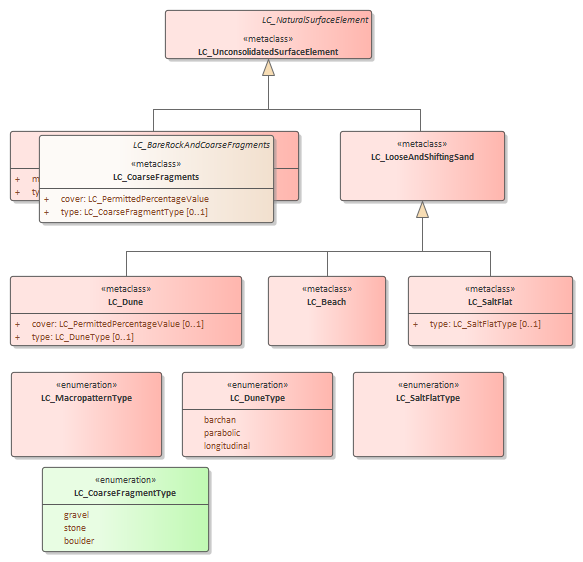 LC_NaturalSurfaceElement
«metaclass»
LC_UnconsolidatedSurfaceElement
LC_BareRockAndCoarseFragments
«metaclass»
LC_CoarseFragments
+ cover: LC_PermittedPercentageValue
+ type: LC_CoarseFragmentType [0..1]
+ m
+ ty
«metaclass»
LC_LooseAndShiftingSand
«metaclass»
LC_Dune
+ cover: LC_PermittedPercentageValue [0..1]
+ type: LC_DuneType [0..1]
«metaclass»
LC_Beach
«metaclass»
LC_SaltFlat
+ type: LC_SaltFlatType [0..1]
«enumeration»
LC_MacropatternType
«enumeration»
LC_DuneType
barchan
parabolic
longitudinal
«enumeration»
LC_SaltFlatType
«enumeration»
LC_CoarseFragmentType
gravel
stone
boulder